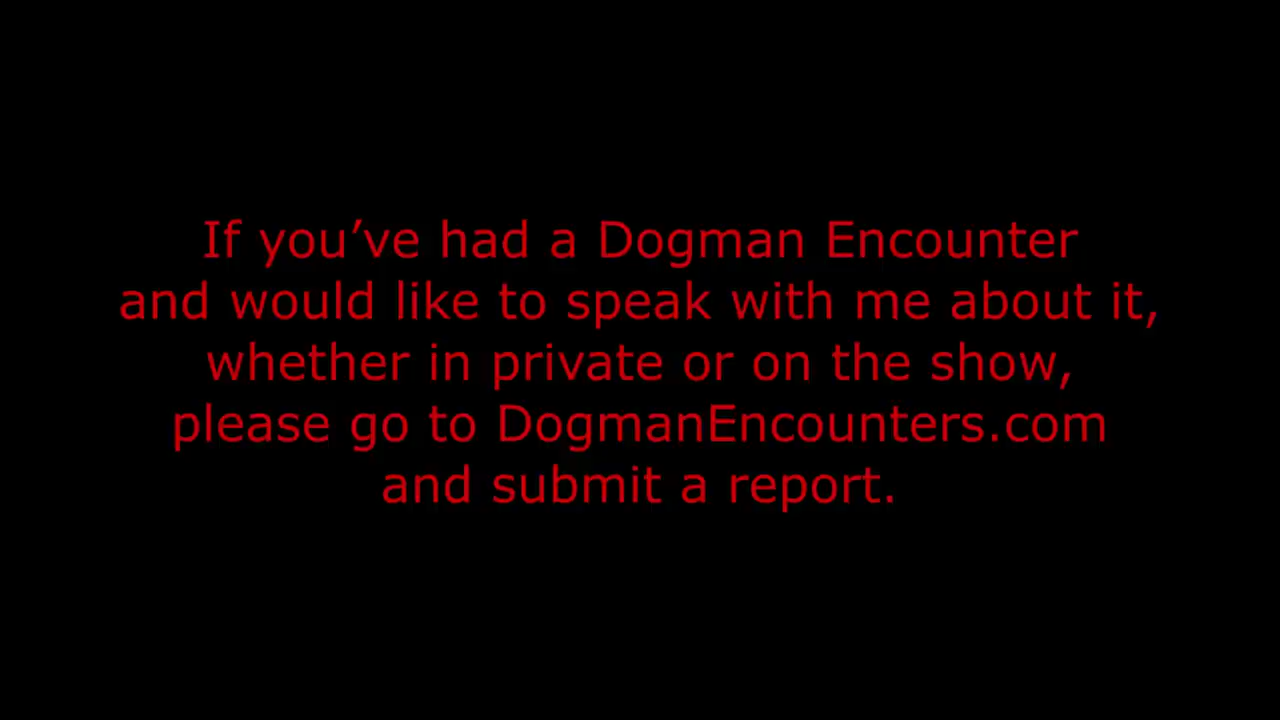 If you’ve had a Dogman Encounter
and would like to speak with me about it,
whether in private or on the show,
please go to DogmanEncounters.com
and submit a report.